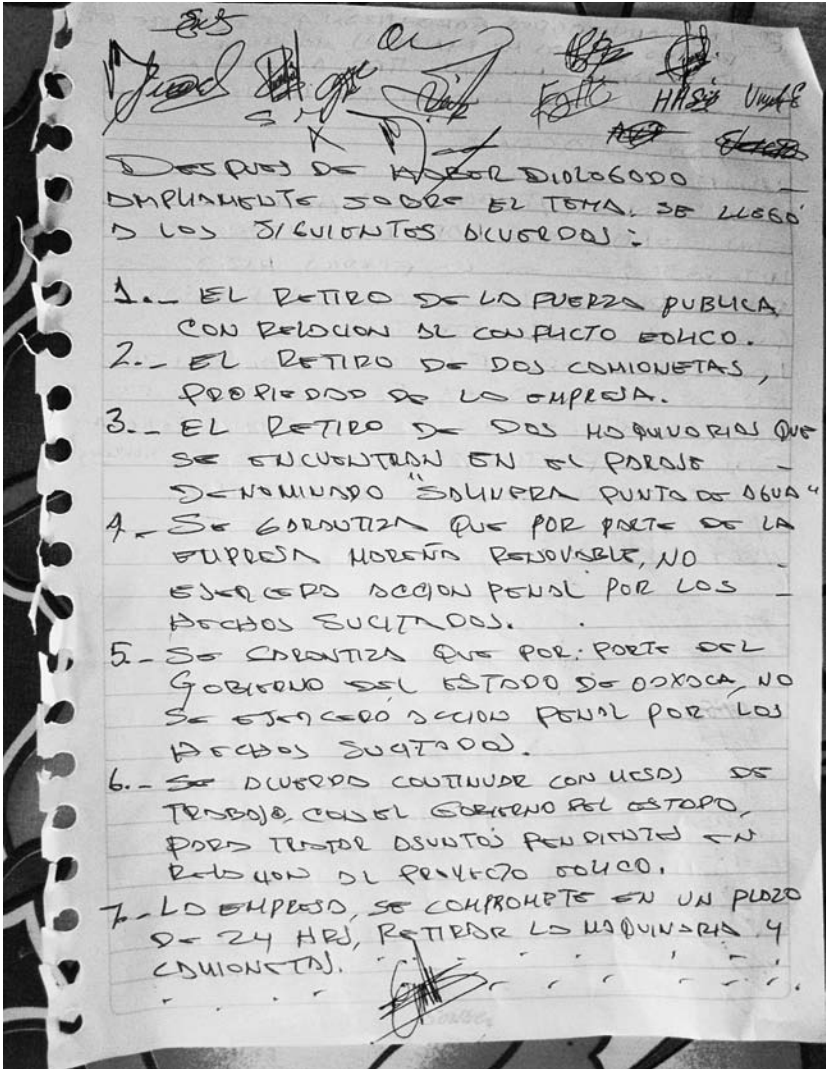 DESPUES DE HABER DIALOGADO
AMPLIAMENTE SOBRE EL TEMA. SE LLEGÓ
A LOS SIGUIENTES ACUERDOS:
1.- EL RETIRO DE LA FUERZA PUBLICA
CON RELACION AL CONFLICTO EOLICO.
2.- EL RETIRO DE DOS CAMIONETAS,
PROPIEDAD DE LA EMPRESA.
3.- EL RETIRO DE DOS MAQUINARIAS QUE
SE ENCUENTRAN EN EL PARAJE
DENOMINADO "SALINERA PUNTA DE AGUA"
4.- SE GARANTIZA QUE POR PARTE DE LA
EMPRESA MAREÑA RENOVABLE, NO
EJERCERA ACCION PENAL POR LOS
HECHOS SUCITADOS.
5.- SE GARANTIZA QUE POR: PARTE DEL
GOBIERNO DEL ESTADO DE OAXACA, NO
SE EJERCERÁ ACCION PENAL POR LOS
HECHOS SUCITADOS.
6.- SE ACUERDA CONTINUAR CON MESAS DE
TRABAJO, CON EL GOBIERNO DEL ESTADO,
PARA TRATAR ASUNTOS PENDIENTES EN
RELACION AL PROYECTO EOLICO.
7.- LA EMPRESA, SE COMPROMETE EN UN PLAZO
DE 24 HRS, RETIRAR LA MAQUINARIA Y
CAMIONETAS.